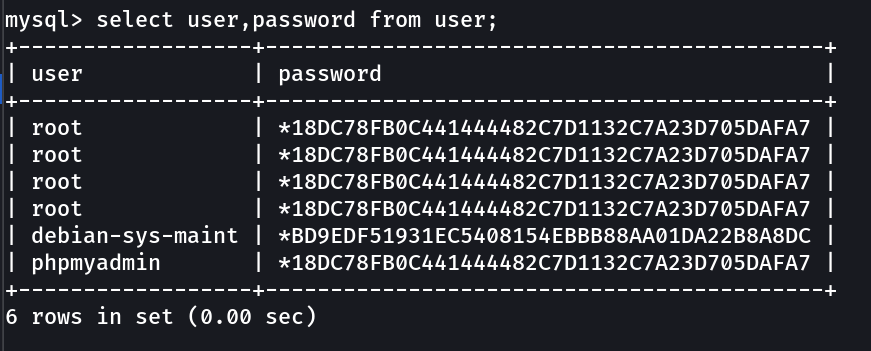 mysql> select user,password from user;
+------------------+-------------------------------------------+
| user             | password                                  |
+------------------+-------------------------------------------+
| root             | *18DC78FB0C441444482C7D1132C7A23D705DAFA7 |
| root             | *18DC78FB0C441444482C7D1132C7A23D705DAFA7 |
| root             | *18DC78FB0C441444482C7D1132C7A23D705DAFA7 |
| root             | *18DC78FB0C441444482C7D1132C7A23D705DAFA7 |
| debian-sys-maint | *BD9EDF51931EC5408154EBBB88AA01DA22B8A8DC |
| phpmyadmin       | *18DC78FB0C441444482C7D1132C7A23D705DAFA7 |
+------------------+-------------------------------------------+
6 rows in set (0.00 sec)